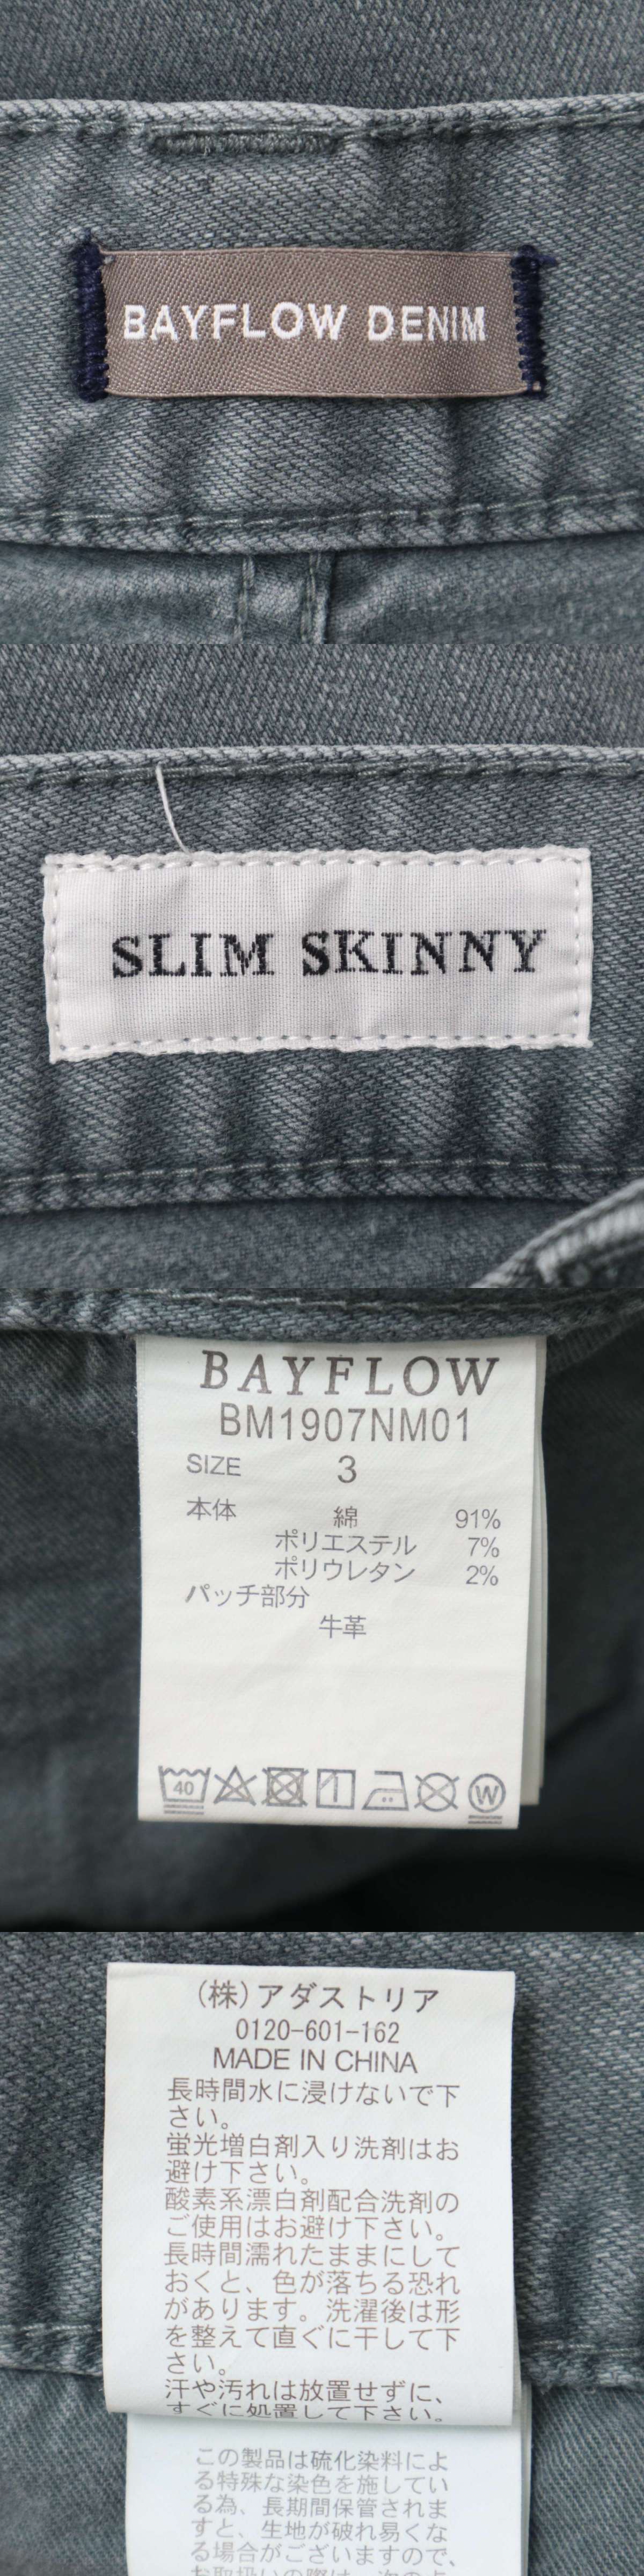 BAYFLOW DENIM
SLIM SKINNY
BAYFLOW
BM1907NM01
SIZE 3
本体 綿 91%
ポリエステル 7%
ポリウレタン 2%
パッチ部分
牛革
40
W
(株)アダストリア
0120-601-162
MADE IN CHINA
長時間水に浸けないで下
さい。
蛍光増白剤入り洗剤はお
避け下さい。
酸素系漂白剤配合洗剤の
ご使用はお避け下さい。
長時間濡れたままにして
おくと、色が落ちる恐れ
があります。洗濯後は形
を整えて直ぐに干して下
さい。
汗や汚れは放置せずに、
すぐに処置して下さい。
この製品は硫化染料によ
る特殊な染色を施してい
る為、長期間保管されま
すと、生地が破れ易くな
る場合がございますので、